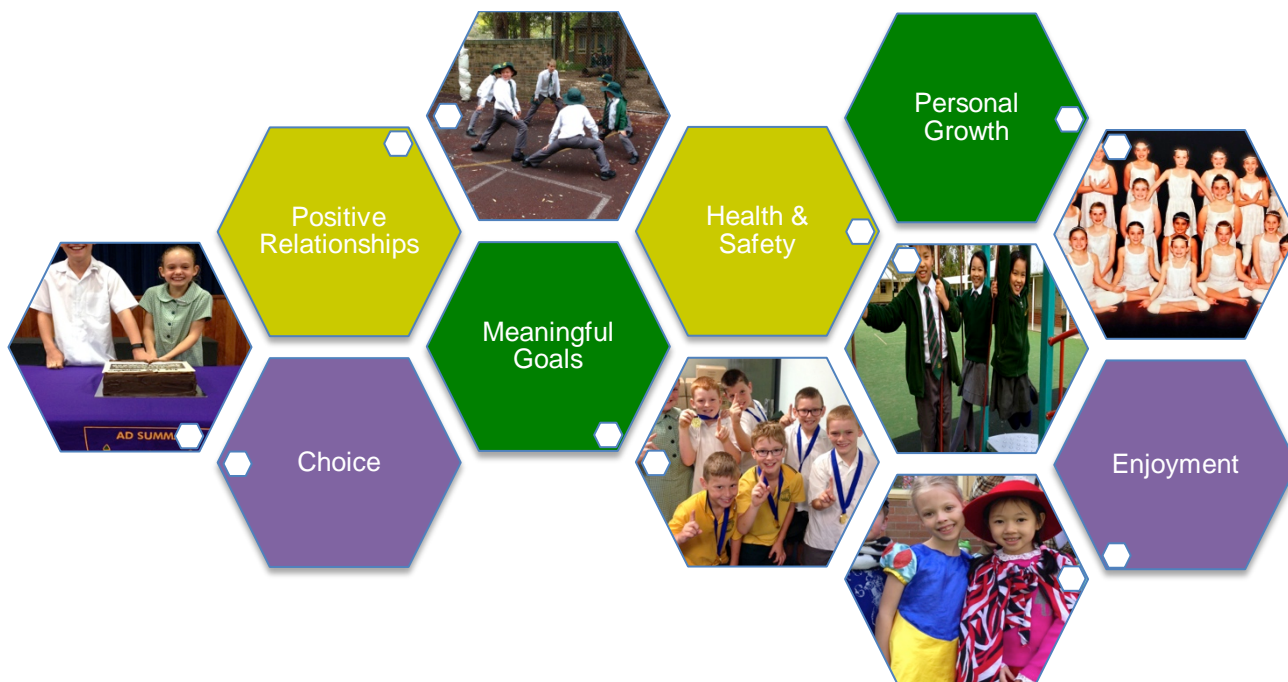 Personal
Growth
Positive
Relationships
Health &
Safety
Meaningful
Goals
AD SUMM
Choice
Enjoyment